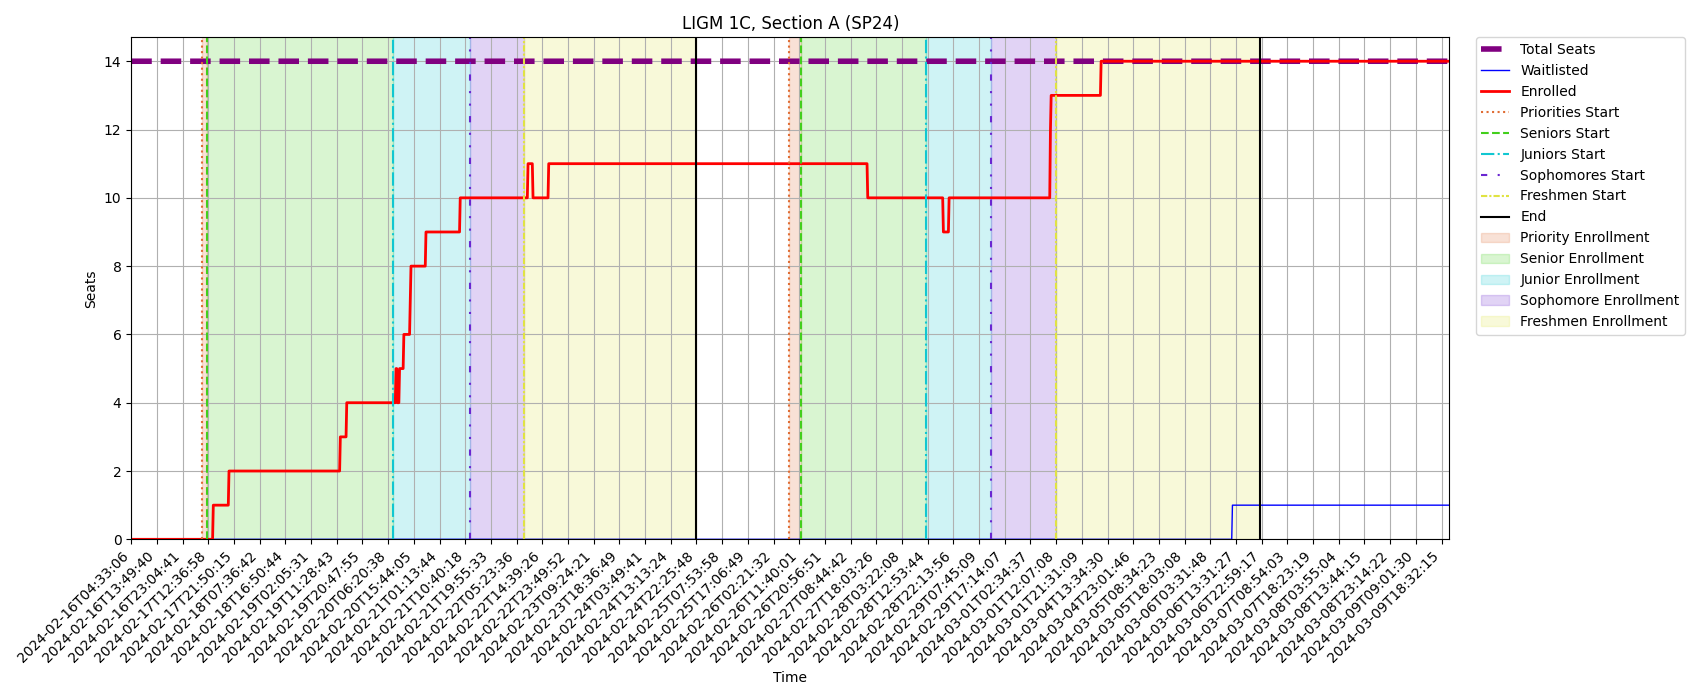 LIGM 1C, Section A (SP24)
14
12
10
8
6
4
2
0
Seats
2024-02-16T04:33:06
2024-02-16T13:49:40
2024-02-16T23:04:41
2024-02-17T12:36:58
2024-02-17T21:50:15
2024-02-18T07:36:42
2024-02-18T16:50:44
2024-02-19T02:05:31
2024-02-19T11:28:43
2024-02-19T20:47:55
2024-02-20T06:20:38
2024-02-20T15:44:05
2024-02-21T01:13:44
2024-02-21T10:40:18
2024-02-21T19:55:33
2024-02-22T05:23:36
2024-02-22T14:39:26
2024-02-22T23:49:52
2024-02-23T09:24:21
2024-02-23T18:36:49
2024-02-24T03:49:41
2024-02-24T13:13:24
2024-02-24T22:25:48
2024-02-25T07:53:58
2024-02-25T17:06:49
2024-02-26T02:21:32
2024-02-26T11:40:01
2024-02-26T20:56:51
2024-02-27T08:44:42
2024-02-27T18:03:26
2024-02-28T03:22:08
2024-02-28T12:53:44
2024-02-28T22:13:56
2024-02-29T07:45:09
2024-02-29T17:14:07
2024-03-01T02:34:37
2024-03-01T12:07:08
2024-03-01T21:31:09
2024-03-04T13:34:30
2024-03-04T23:01:46
2024-03-05T08:34:23
2024-03-05T18:03:08
2024-03-06T03:31:48
2024-03-06T13:31:27
2024-03-06T22:59:17
2024-03-07T08:54:03
2024-03-07T18:23:19
2024-03-08T03:55:04
2024-03-08T13:44:15
2024-03-08T23:14:22
2024-03-09T09:01:30
2024-03-09T18:32:15
Time
Total Seats
Waitlisted
Enrolled
Priorities Start
Seniors Start
Juniors Start
Sophomores Start
Freshmen Start
End
Priority Enrollment
Senior Enrollment
Junior Enrollment
Sophomore Enrollment
Freshmen Enrollment